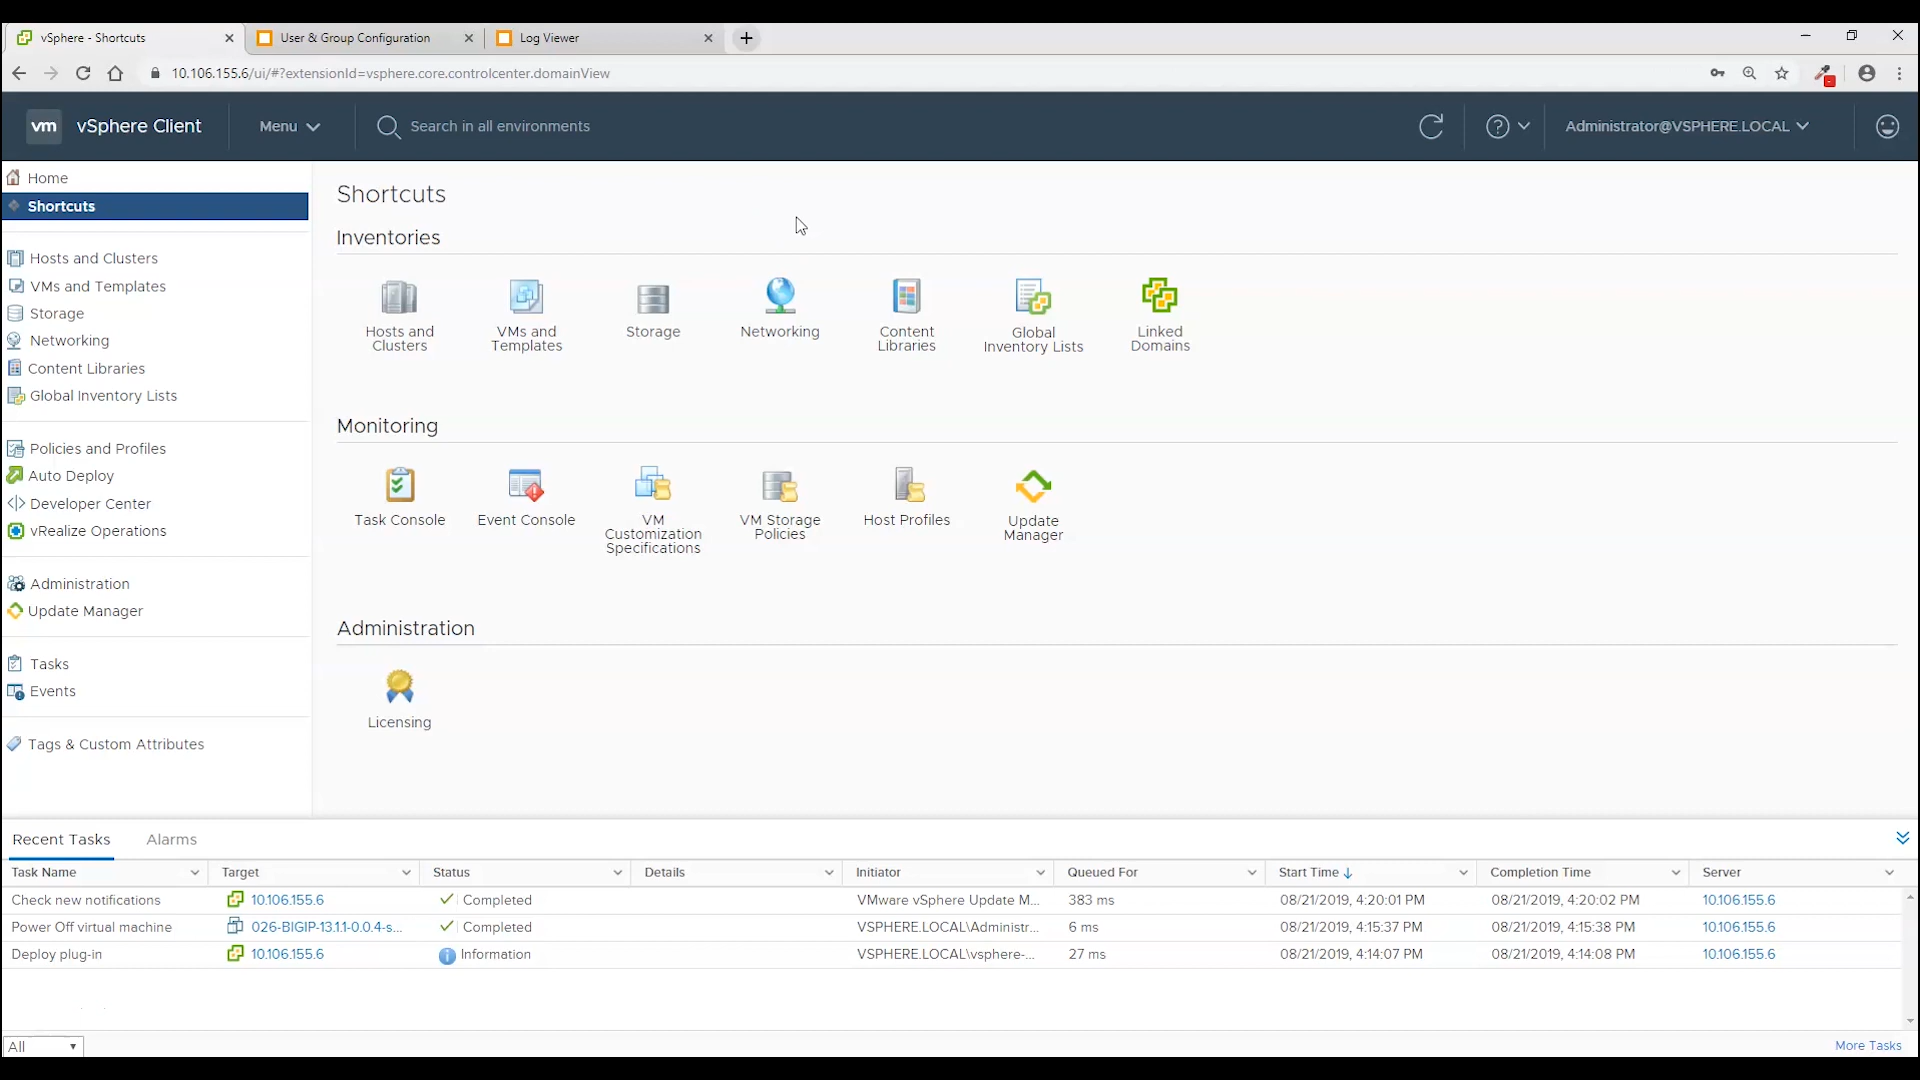 vSphere - Shortcuts
User & Group Configuration
Log Viewer
10.106.155.6/ui/#?extensionId=vsphere.core.controlcenter.domainView
vm vSphere Client
Menu
Search in all environments
Administrator@VSPHERE.LOCAL
Home
Shortcuts
Hosts and Clusters
VMs and Templates
Storage
Networking
Content Libraries
Global Inventory Lists
Policies and Profiles
Auto Deploy
Developer Center
vRealize Operations
Administration
Update Manager
Tasks
Events
Tags & Custom Attributes
Shortcuts
Inventories
Hosts and
Clusters
VMs and
Templates
Storage
Networking
Content
Libraries
Global
Inventory Lists
Linked
Domains
Monitoring
Task Console
Event Console
VM
Customization
Specifications
VM Storage
Policies
Host Profiles
Update
Manager
Administration
Licensing
Recent Tasks Alarms
Task Name Target Status Details Initiator Queued For Start Time Completion Time Server
Check new notifications 10.106.155.6 Completed VMware vSphere Update M... 383 ms 08/21/2019, 4:20:01 PM 08/21/2019, 4:20:02 PM 10.106.155.6
Power Off virtual machine 026-BIGIP-13.1.1-0.0.4-s... Completed VSPHERE.LOCAL\Administr... 6 ms 08/21/2019, 4:15:37 PM 08/21/2019, 4:15:38 PM 10.106.155.6
Deploy plug-in 10.106.155.6 Information VSPHERE.LOCAL\vsphere-... 27 ms 08/21/2019, 4:14:07 PM 08/21/2019, 4:14:08 PM 10.106.155.6
All
More Tasks